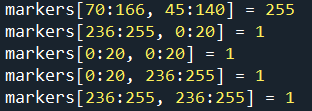 markers[70:166, 45:140] = 255
markers[236:255, 0:20] = 1
markers[0:20, 0:20] = 1
markers[0:20, 236:255] = 1
markers[236:255, 236:255] = 1